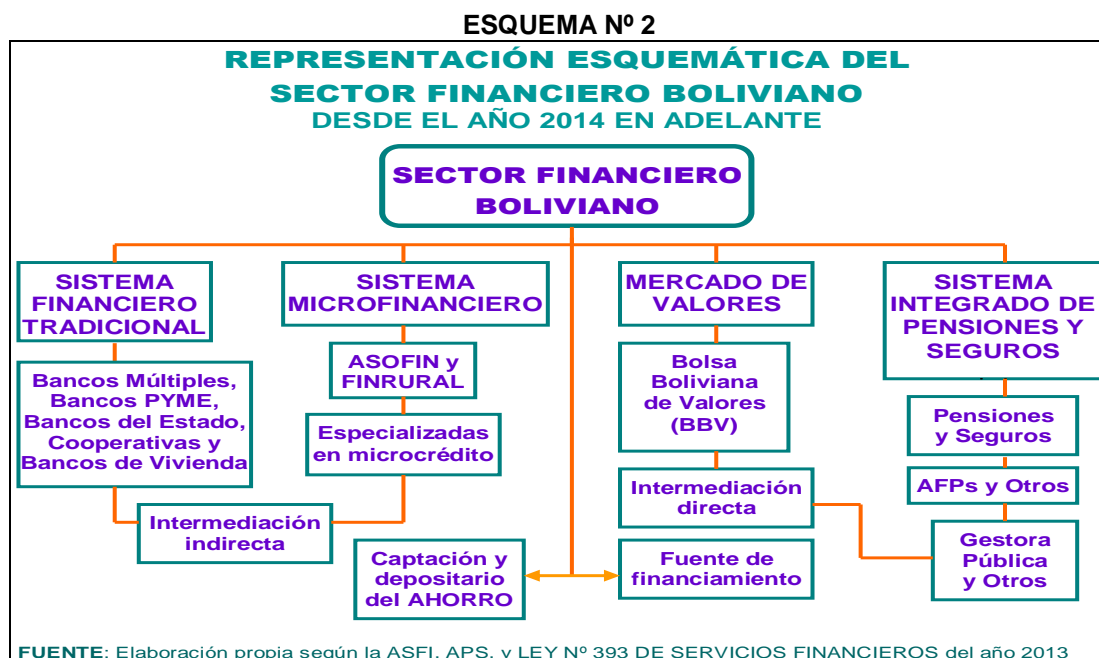 ESQUEMA Nº 2
REPRESENTACIÓN ESQUEMÁTICA DEL
SECTOR FINANCIERO BOLIVIANO
DESDE EL AÑO 2014 EN ADELANTE
SECTOR FINANCIERO
BOLIVIANO
SISTEMA
FINANCIERO
TRADICIONAL
Bancos Múltiples,
Bancos PYME,
Bancos del Estado,
Cooperativas y
Bancos de Vivienda
SISTEMA
MICROFINANCIERO
ASOFIN y
FINRURAL
Especializadas
en microcrédito
Intermediación
indirecta
MERCADO DE
VALORES
Bolsa
Boliviana
de Valores
(BBV)
Intermediación
directa
SISTEMA
INTEGRADO DE
PENSIONES Y
SEGUROS
Pensiones
y Seguros
AFPs y Otros
Gestora
Pública
y Otros
Captación y
depositario
del AHORRO
Fuente de
financiamiento
FUENTE: Elaboración propia según la ASFI, APS, y LEY Nº 393 DE SERVICIOS FINANCIEROS del año 2013